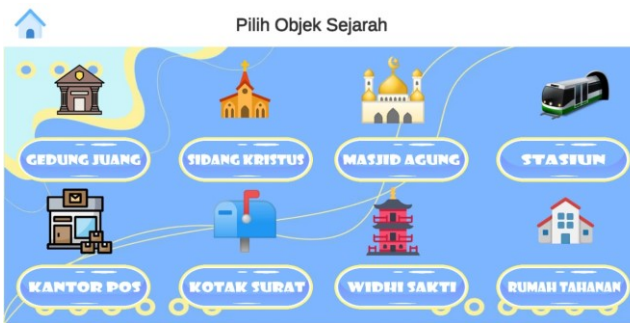 Pilih Objek Sejarah
GEDUNG JUANG
SIDANG KRISTUS
MASJID AGUNG
STASIUN
KANTOR POS
KOTAK SURAT
WIDHI SAKTI
RUMAH TAHANAN